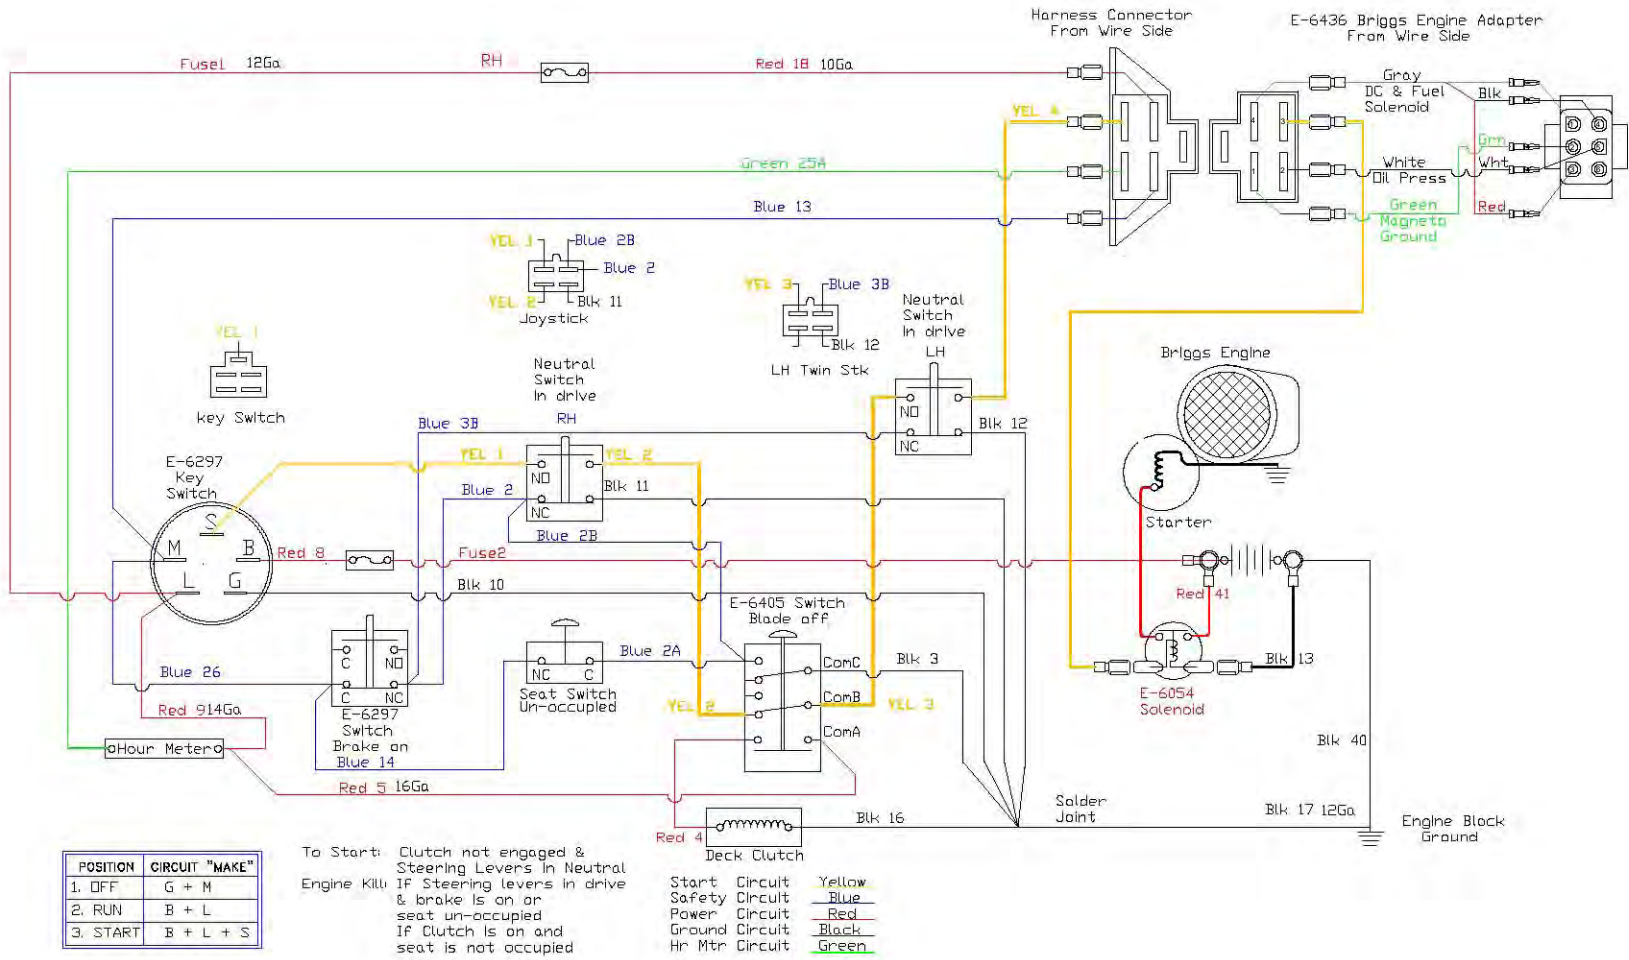 Harness Connector
From Wire Side
E-6436 Briggs Engine Adapter
From Wire Side
Fuse1 12Ga
RH
Red 18 10Ga
Gray
DC & Fuel
Solenoid
Blk
YEL 4
4
3
Grn
Green 25A
White
Oil Press
Wht
1
2
Blue 13
Green
Magneto
Ground
Red
YEL 1
Blue 2B
Blue 2
YEL 2
Blk 11
Joystick
YEL 3
Blue 3B
Blk 12
LH Twin Stk
Neutral
Switch
In drive
LH
YEL 1
key Switch
Neutral
Switch
In drive
RH
Briggs Engine
NO
NC
Blk 12
Blue 3B
E-6297
Key
Switch
YEL 1
YEL 2
NO
Blue 2
Blk 11
NC
Blue 2B
Starter
S
M
B
L
G
Red 8
Fuse2
Blk 10
Red 41
E-6405 Switch
Blade off
C
NO
Blue 26
C
NC
E-6297
Switch
Brake on
NC
C
Seat Switch
Un-occupied
Blue 2A
ComC
Blk 3
ComB
YEL 2
YEL 3
ComA
Blk 13
E-6054
Solenoid
Red 914Ga
Hour Meter
Blue 14
Red 5 16Ga
Blk 40
Solder
Joint
Blk 17 12Ga
Engine Block
Ground
Blk 16
Red 4
Deck Clutch
POSITION CIRCUIT "MAKE"
1. OFF G + M
2. RUN B + L
3. START B + L + S
To Start: Clutch not engaged &
Steering Levers in Neutral
Engine Kill: If Steering levers in drive
& brake is on or
seat un-occupied
If Clutch is on and
seat is not occupied
Start Circuit Yellow
Safety Circuit Blue
Power Circuit Red
Ground Circuit Black
Hr Mtr Circuit Green